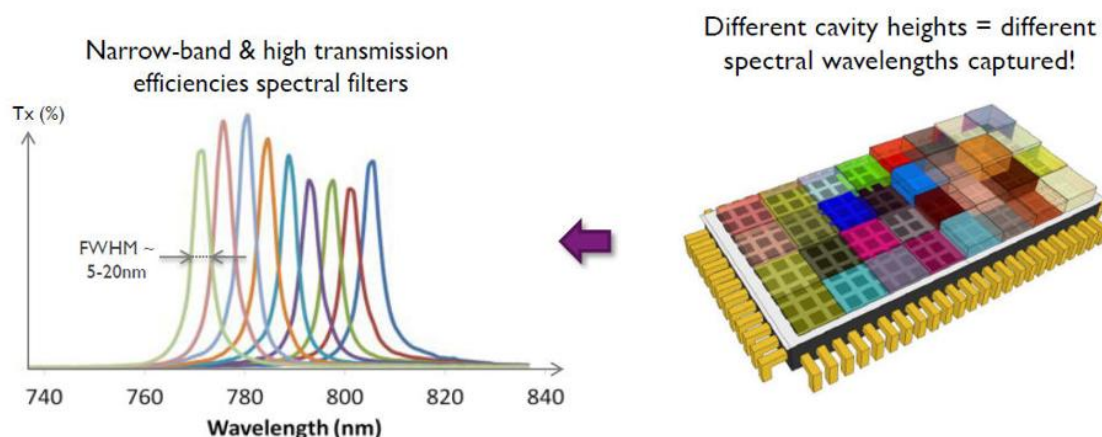 Narrow-band & high transmission
efficiencies spectral filters
Different cavity heights = different
spectral wavelengths captured!
Tx (%)
FWHM ~
5-20nm
740 760 780 800 820 840
Wavelength (nm)